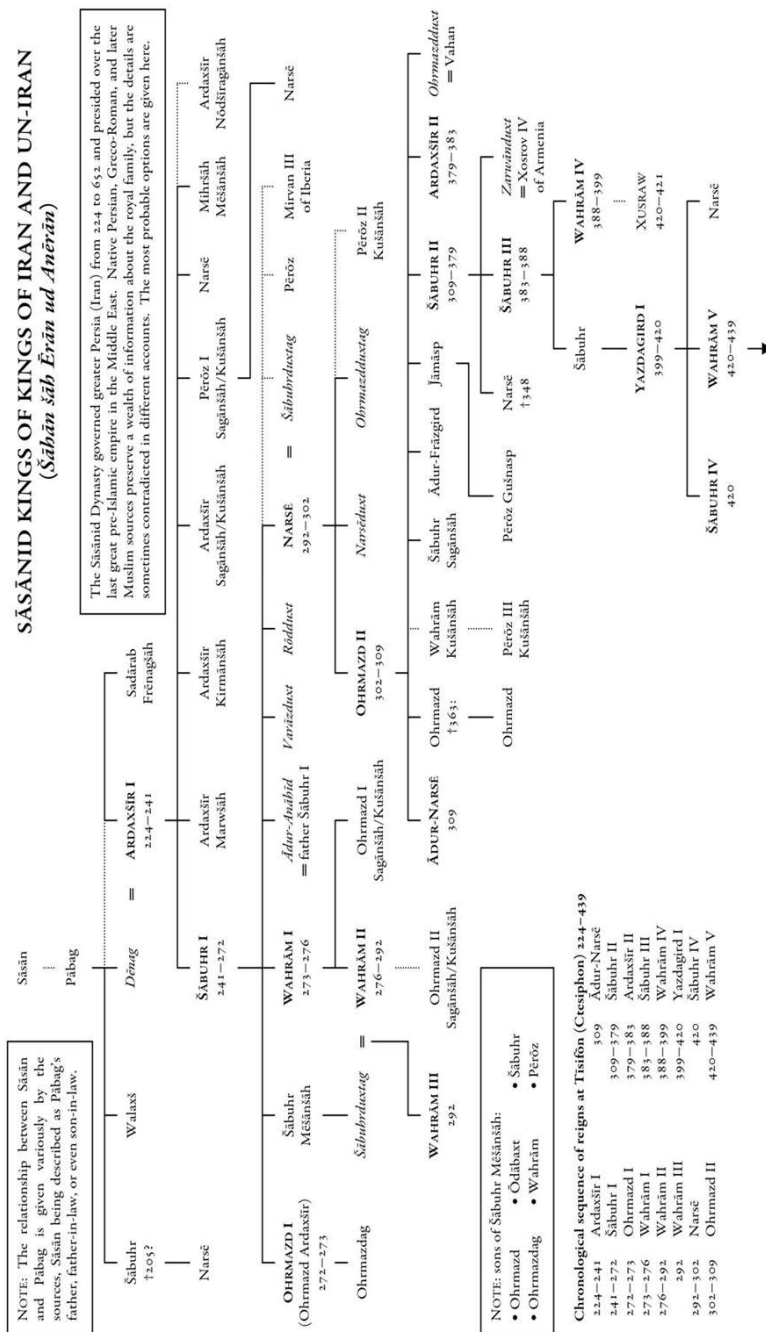 SĀSĀNID KINGS OF KINGS OF IRAN AND UN-IRAN
(Šāhān šāh Ērān ud Anērān)
NOTE: The relationship between Sāsān
and Pābag is given variously by the
sources, Sāsān being described as Pābag's
father, father-in-law, or even son-in-law.
The Sāsānid Dynasty governed greater Persia (Iran) from 224 to 652 and presided over the
last great pre-Islamic empire in the Middle East. Native Persian, Greco-Roman, and later
Muslim sources preserve a wealth of information about the royal family, but the details are
sometimes contradicted in different accounts. The most probable options are given here.
Sāsān
Pābag
Šābuhr
†205?
Walaxš
Dēnag
=
ARDAXŠĪR I
224–241
Sadārab
Frēnagšāh
Narsē
ŠĀBUHR I
241–272
Ardaxšīr
Marwšāh
Ardaxšīr
Kirmānšāh
Ardaxšīr
Sagānšāh/Kušānšāh
Pērōz I
Sagānšāh/Kušānšāh
Narsē
Mihršāh
Mēšānšāh
Ardaxšīr
Nōdšīragānšāh
OHRMAZD I
(Ohrmazd Ardaxšīr)
272–273
Šābuhr
Mēšānšāh
WAHRĀM I
273–276
Ādur-Anāhīd
= father Šābuhr I
Varāzduxt
Rōdduxt
NARSĒ
292–302
=
Šābuhrduxtag
Pērōz
Mirvan III
of Iberia
Narsē
Ohrmazdag
Šābuhrduxtag
=
WAHRĀM II
276–292
Ohrmazd I
Sagānšāh/Kušānšāh
OHRMAZD II
302–309
Narsēduxt
Ohrmazdduxtag
Pērōz II
Kušānšāh
WAHRĀM III
292
Ohrmazd II
Sagānšāh/Kušānšāh
ĀDUR-NARSĒ
309
Ohrmazd
†363:
Wahrām
Kušānšāh
Šābuhr
Sagānšāh
Ādur-Frāzgird
Jāmāsp
ŠĀBUHR II
309–379
ARDAXŠĪR II
379–383
Ohrmazdduxt
= Vahan
Ohrmazd
Pērōz III
Kušānšāh
Pērōz Gušnasp
Narsē
†348
ŠĀBUHR III
383–388
Zarwānduxt
= Xosrov IV
of Armenia
Šābuhr
WAHRĀM IV
388–399
YAZDAGIRD I
399–420
XUSRAW
420–421
ŠĀBUHR IV
420
WAHRĀM V
420–439
Narsē
NOTE: sons of Šābuhr Mēšānšāh:
• Ohrmazd • Ōdābaxt • Šābuhr
• Ohrmazdag • Wahrām • Pērōz
Chronological sequence of reigns at Tīsifōn (Ctesiphon) 224–439
224–241 Ardaxšīr I 309 Ādur-Narsē
241–272 Šābuhr I 309–379 Šābuhr II
272–273 Ohrmazd I 379–383 Ardaxšīr II
273–276 Wahrām I 383–388 Šābuhr III
276–292 Wahrām II 388–399 Wahrām IV
292 Wahrām III 399–420 Yazdagird I
292–302 Narsē 420 Šābuhr IV
302–309 Ohrmazd II 420–439 Wahrām V